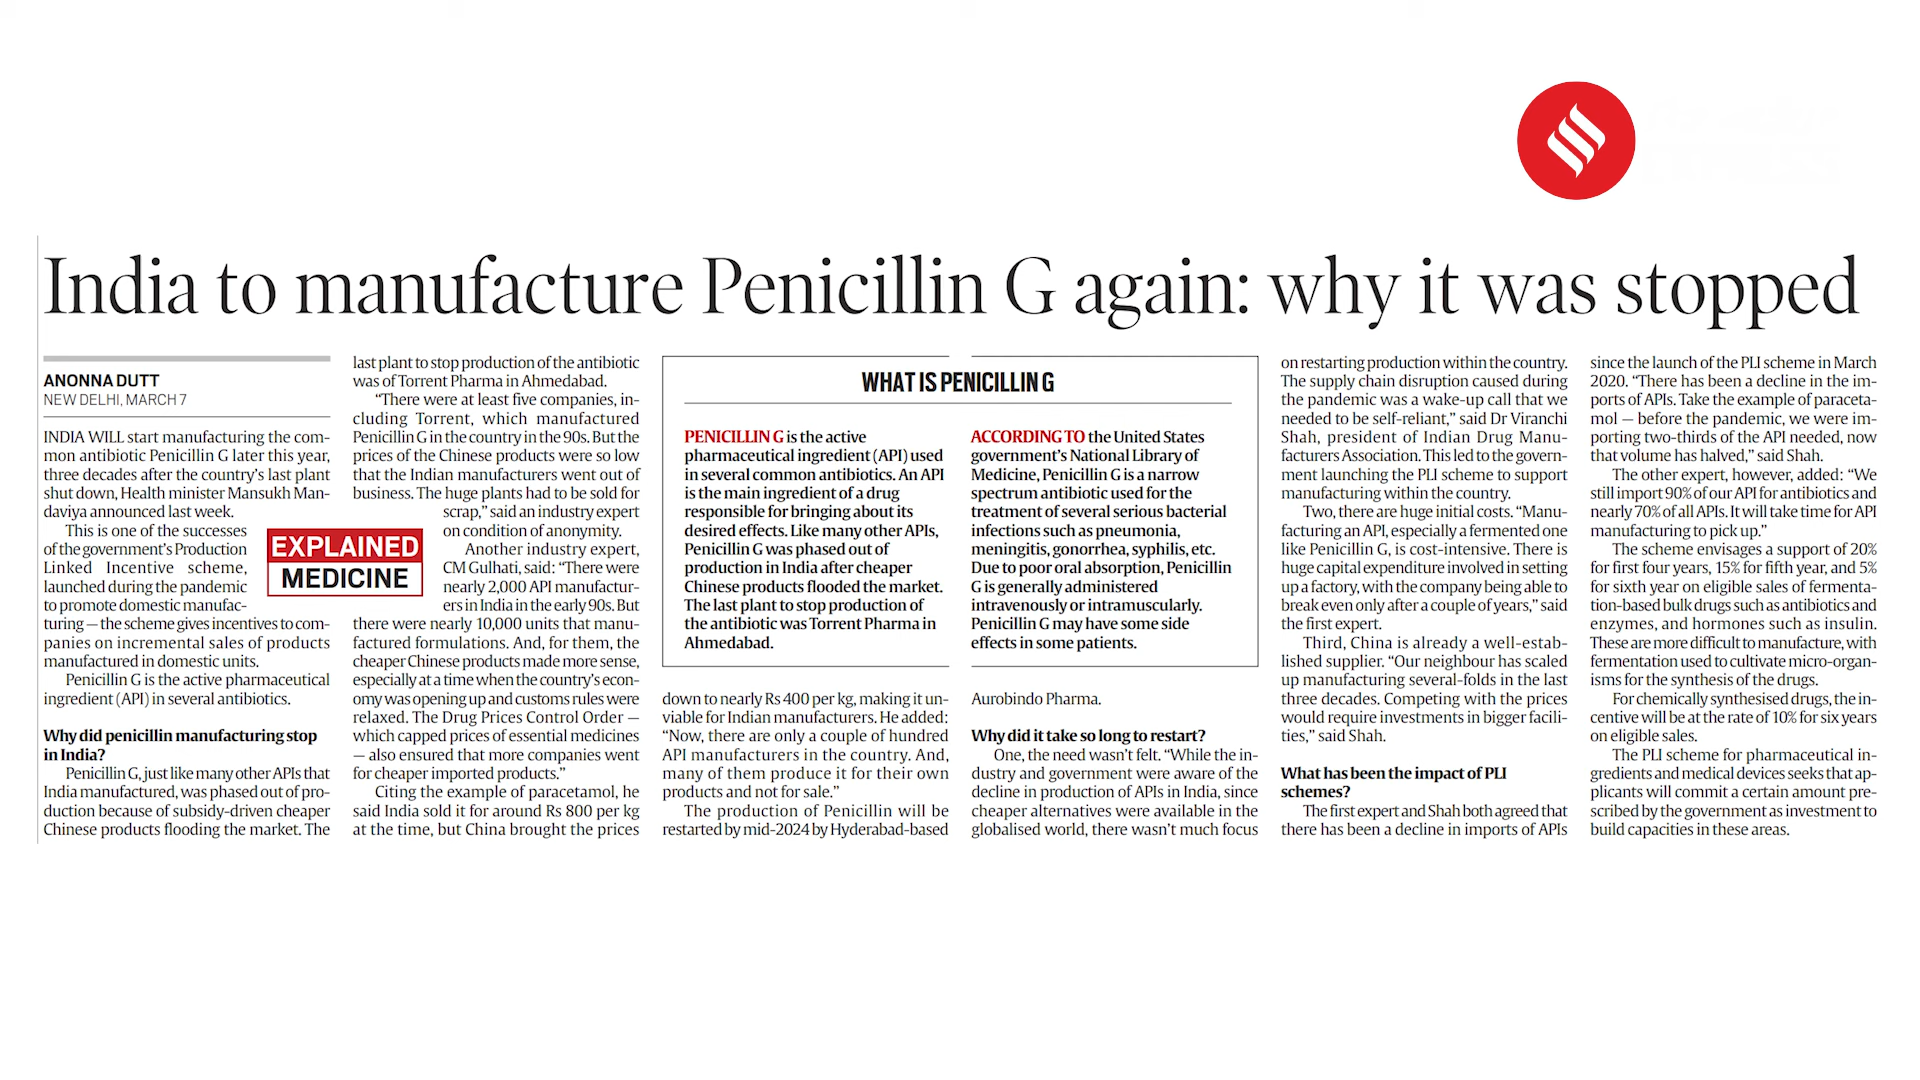 India to manufacture Penicillin G again: why it was stopped
ANONNA DUTT
NEW DELHI, MARCH 7
INDIA WILL start manufacturing the com-
mon antibiotic Penicillin G later this year,
three decades after the country's last plant
shut down, Health minister Mansukh Man-
daviya announced last week.
This is one of the successes
of the government's Production
Linked Incentive scheme,
launched during the pandemic
to promote domestic manufac-
turing — the scheme gives incentives to com-
panies on incremental sales of products
manufactured in domestic units.
Penicillin G is the active pharmaceutical
ingredient (API) in several antibiotics.
Why did penicillin manufacturing stop
in India?
Penicillin G, just like many other APIs that
India manufactured, was phased out of pro-
duction because of subsidy-driven cheaper
Chinese products flooding the market. The
EXPLAINED
MEDICINE
last plant to stop production of the antibiotic
was of Torrent Pharma in Ahmedabad.
"There were at least five companies, in-
cluding Torrent, which manufactured
Penicillin G in the country in the 90s. But the
prices of the Chinese products were so low
that the Indian manufacturers went out of
business. The huge plants had to be sold for
scrap," said an industry expert
on condition of anonymity.
Another industry expert,
CM Gulhati, said: "There were
nearly 2,000 API manufactur-
ers in India in the early 90s. But
there were nearly 10,000 units that manu-
factured formulations. And, for them, the
cheaper Chinese products made more sense,
especially at a time when the country's econ-
omy was opening up and customs rules were
relaxed. The Drug Prices Control Order —
which capped prices of essential medicines
— also ensured that more companies went
for cheaper imported products."
Citing the example of paracetamol, he
said India sold it for around Rs 800 per kg
at the time, but China brought the prices
WHAT IS PENICILLIN G
PENICILLIN G is the active
pharmaceutical ingredient (API) used
in several common antibiotics. An API
is the main ingredient of a drug
responsible for bringing about its
desired effects. Like many other APIs,
Penicillin G was phased out of
production in India after cheaper
Chinese products flooded the market.
The last plant to stop production of
the antibiotic was Torrent Pharma in
Ahmedabad.
ACCORDING TO the United States
government's National Library of
Medicine, Penicillin G is a narrow
spectrum antibiotic used for the
treatment of several serious bacterial
infections such as pneumonia,
meningitis, gonorrhea, syphilis, etc.
Due to poor oral absorption, Penicillin
G is generally administered
intravenously or intramuscularly.
Penicillin G may have some side
effects in some patients.
down to nearly Rs 400 per kg, making it un-
viable for Indian manufacturers. He added:
"Now, there are only a couple of hundred
API manufacturers in the country. And,
many of them produce it for their own
products and not for sale."
The production of Penicillin will be
restarted by mid-2024 by Hyderabad-based
Aurobindo Pharma.
Why did it take so long to restart?
One, the need wasn't felt. "While the in-
dustry and government were aware of the
decline in production of APIs in India, since
cheaper alternatives were available in the
globalised world, there wasn't much focus
on restarting production within the country.
The supply chain disruption caused during
the pandemic was a wake-up call that we
needed to be self-reliant," said Dr Viranchi
Shah, president of Indian Drug Manu-
facturers Association. This led to the govern-
ment launching the PLI scheme to support
manufacturing within the country.
Two, there are huge initial costs. "Manu-
facturing an API, especially a fermented one
like Penicillin G, is cost-intensive. There is
huge capital expenditure involved in setting
up a factory, with the company being able to
break even only after a couple of years," said
the first expert.
Third, China is already a well-estab-
lished supplier. "Our neighbour has scaled
up manufacturing several-folds in the last
three decades. Competing with the prices
would require investments in bigger facili-
ties," said Shah.
What has been the impact of PLI
schemes?
The first expert and Shah both agreed that
there has been a decline in imports of APIs
since the launch of the PLI scheme in March
2020. "There has been a decline in the im-
ports of APIs. Take the example of paraceta-
mol — before the pandemic, we were im-
porting two-thirds of the API needed, now
that volume has halved," said Shah.
The other expert, however, added: "We
still import 90% of our API for antibiotics and
nearly 70% of all APIs. It will take time for API
manufacturing to pick up."
The scheme envisages a support of 20%
for first four years, 15% for fifth year, and 5%
for sixth year on eligible sales of fermenta-
tion-based bulk drugs such as antibiotics and
enzymes, and hormones such as insulin.
These are more difficult to manufacture, with
fermentation used to cultivate micro-organ-
isms for the synthesis of the drugs.
For chemically synthesised drugs, the in-
centive will be at the rate of 10% for six years
on eligible sales.
The PLI scheme for pharmaceutical in-
gredients and medical devices seeks that ap-
plicants will commit a certain amount pre-
scribed by the government as investment to
build capacities in these areas.